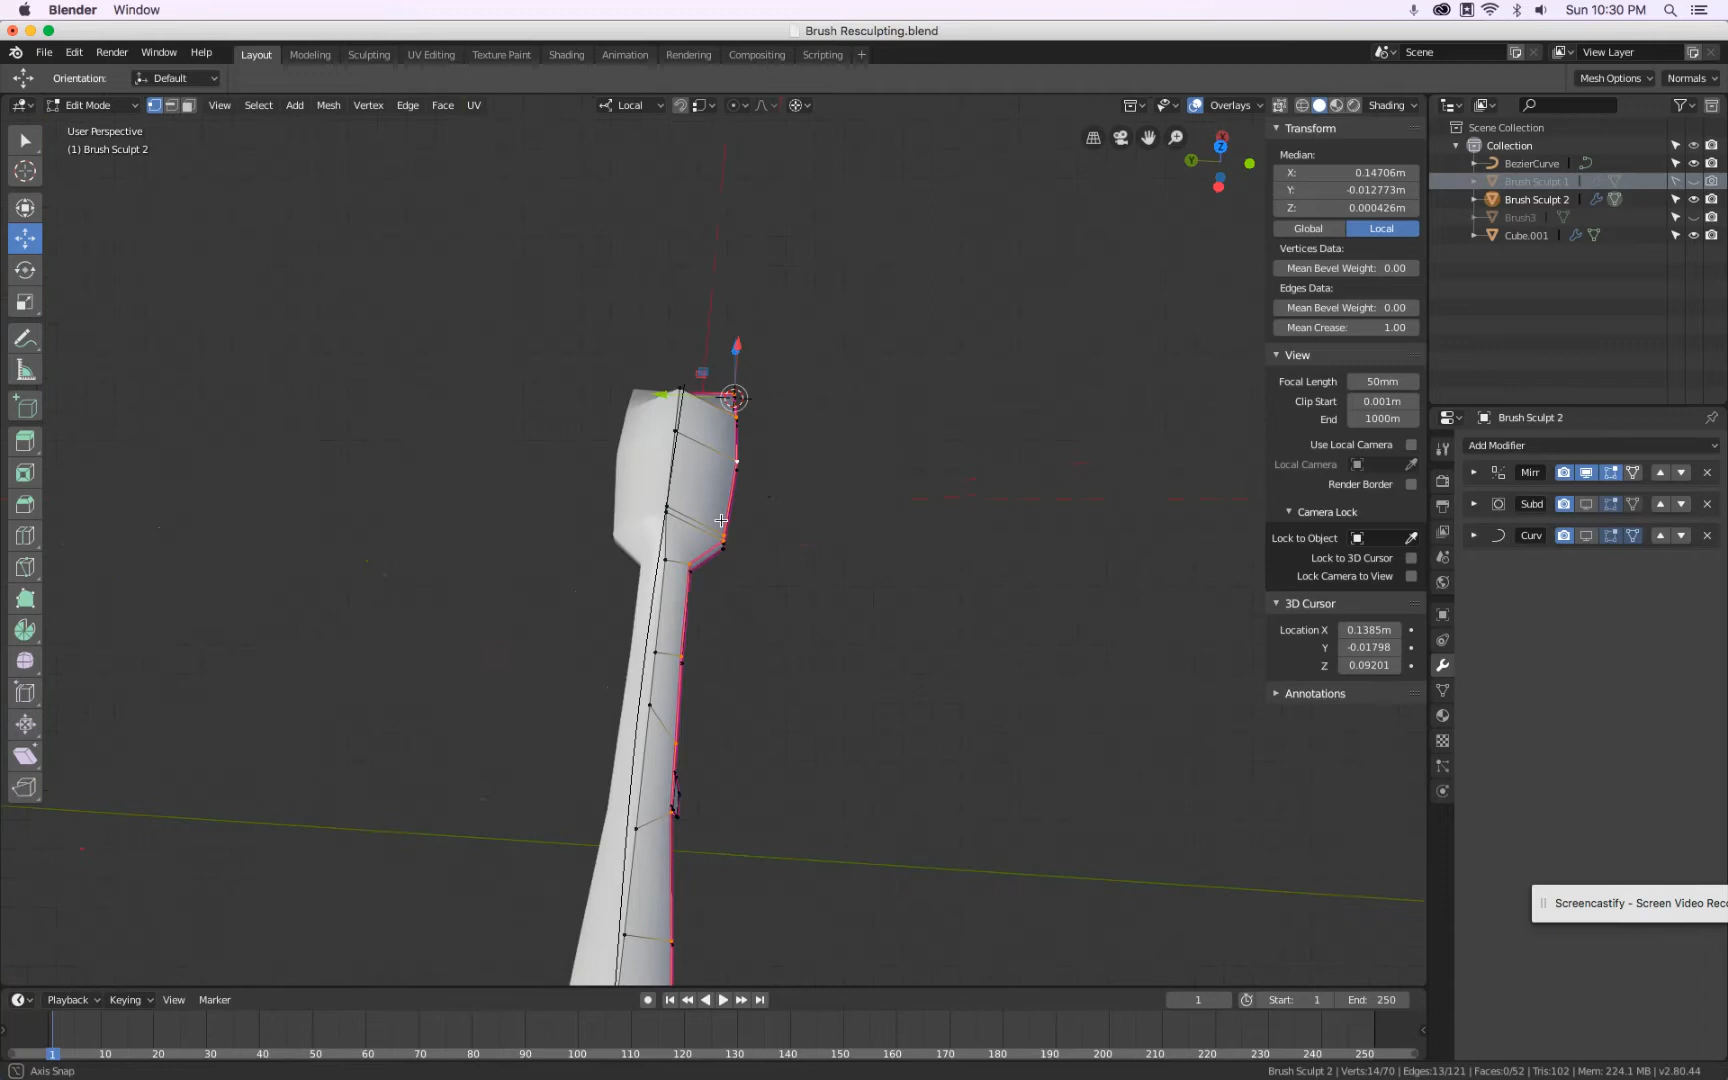 Blender Window Sun 10:30 PM
Brush Resculpting.blend
File Edit Render Window Help Layout Modeling Sculpting UV Editing Texture Paint Shading Animation Rendering Compositing Scripting + Scene View Layer
Orientation: Default Mesh Options Normals
Edit Mode View Select Add Mesh Vertex Edge Face UV Local Overlays Shading
User Perspective
(1) Brush Sculpt 2
Transform
Median:
X: 0.14706m
Y: -0.012773m
Z: 0.000426m
Global Local
Vertices Data:
Mean Bevel Weight: 0.00
Edges Data:
Mean Bevel Weight: 0.00
Mean Crease: 1.00
View
Focal Length 50mm
Clip Start 0.001m
End 1000m
Use Local Camera
Local Camera
Render Border
Camera Lock
Lock to Object
Lock to 3D Cursor
Lock Camera to View
3D Cursor
Location X 0.1385m
Y -0.01798
Z 0.09201
Annotations
Scene Collection
Collection
BezierCurve
Brush Sculpt 1
Brush Sculpt 2
Brush3
Cube.001
Brush Sculpt 2
Add Modifier
Mirr
Subd
Curv
Screencastify - Screen Video Reco
Playback Keying View Marker 1 Start: 1 End: 250
1 10 20 30 40 50 60 70 80 90 100 110 120 130 140 150 160 170 180 190 200 210 220 230 240 250
Axis Snap Brush Sculpt 2 | Verts:14/70 | Edges:13/121 | Faces:0/52 | Tris:102 | Mem: 224.1 MB | v2.80.44